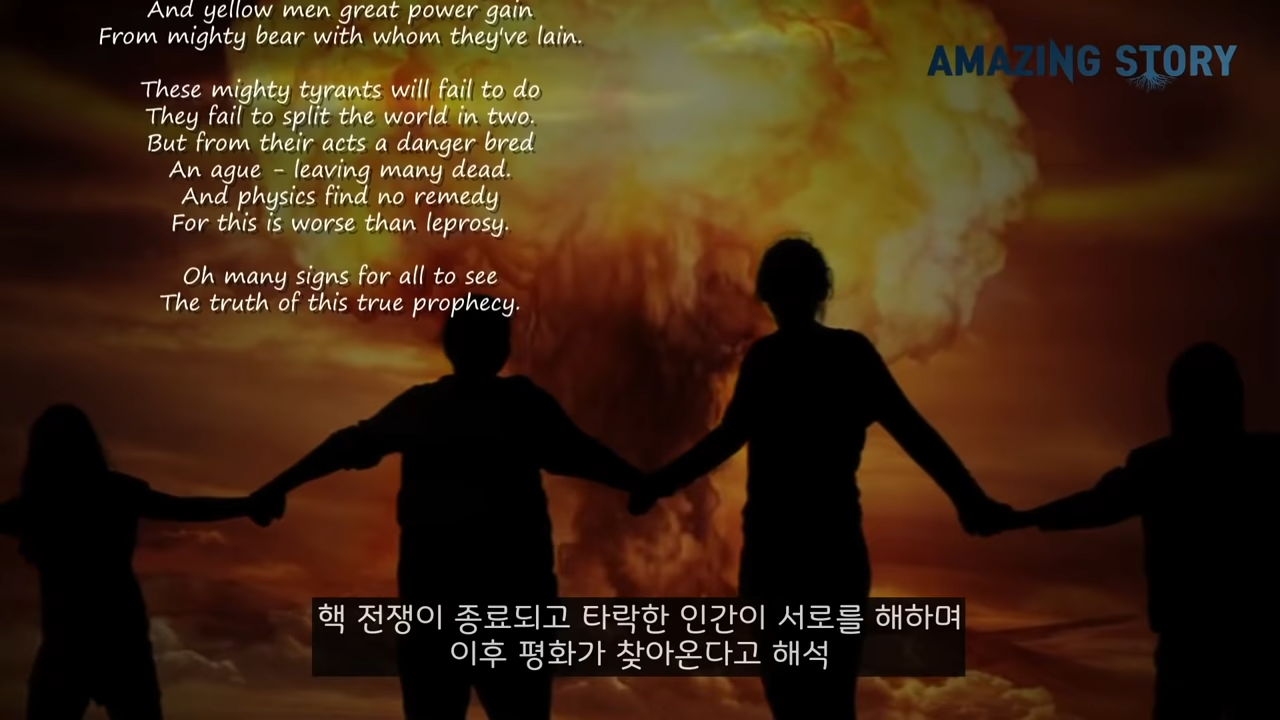 And yellow men great power gain
From mighty bear with whom they've lain.
These mighty tyrants will fail to do
They fail to split the world in two.
But from their acts a danger bred
An ague - leaving many dead.
And physics find no remedy
For this is worse than leprosy.
Oh many signs for all to see
The truth of this true prophecy.
AMAZING STORY
핵 전쟁이 종료되고 타락한 인간이 서로를 해하며
이후 평화가 찾아온다고 해석